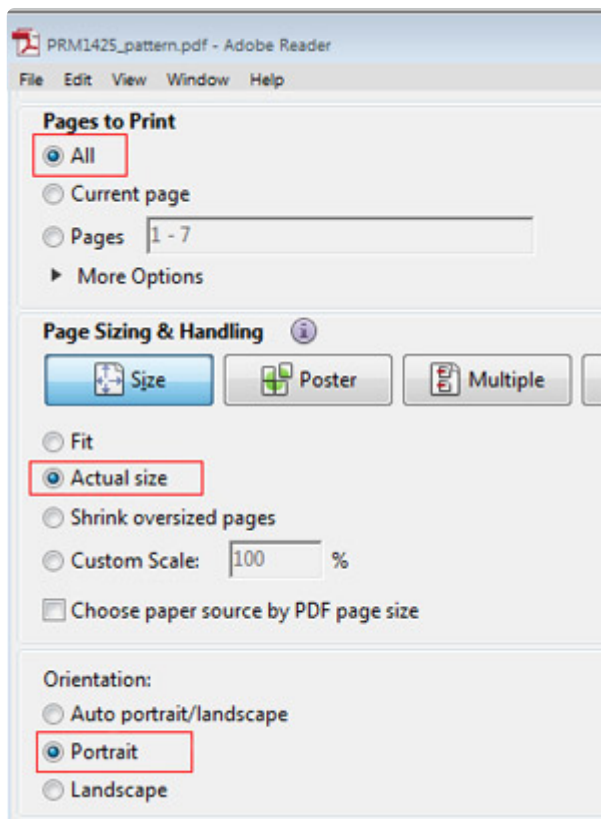 PRM1425_pattern.pdf - Adobe Reader
File Edit View Window Help
Pages to Print
All
Current page
Pages 1 - 7
More Options
Page Sizing & Handling
Size Poster Multiple
Fit
Actual size
Shrink oversized pages
Custom Scale: 100 %
Choose paper source by PDF page size
Orientation:
Auto portrait/landscape
Portrait
Landscape